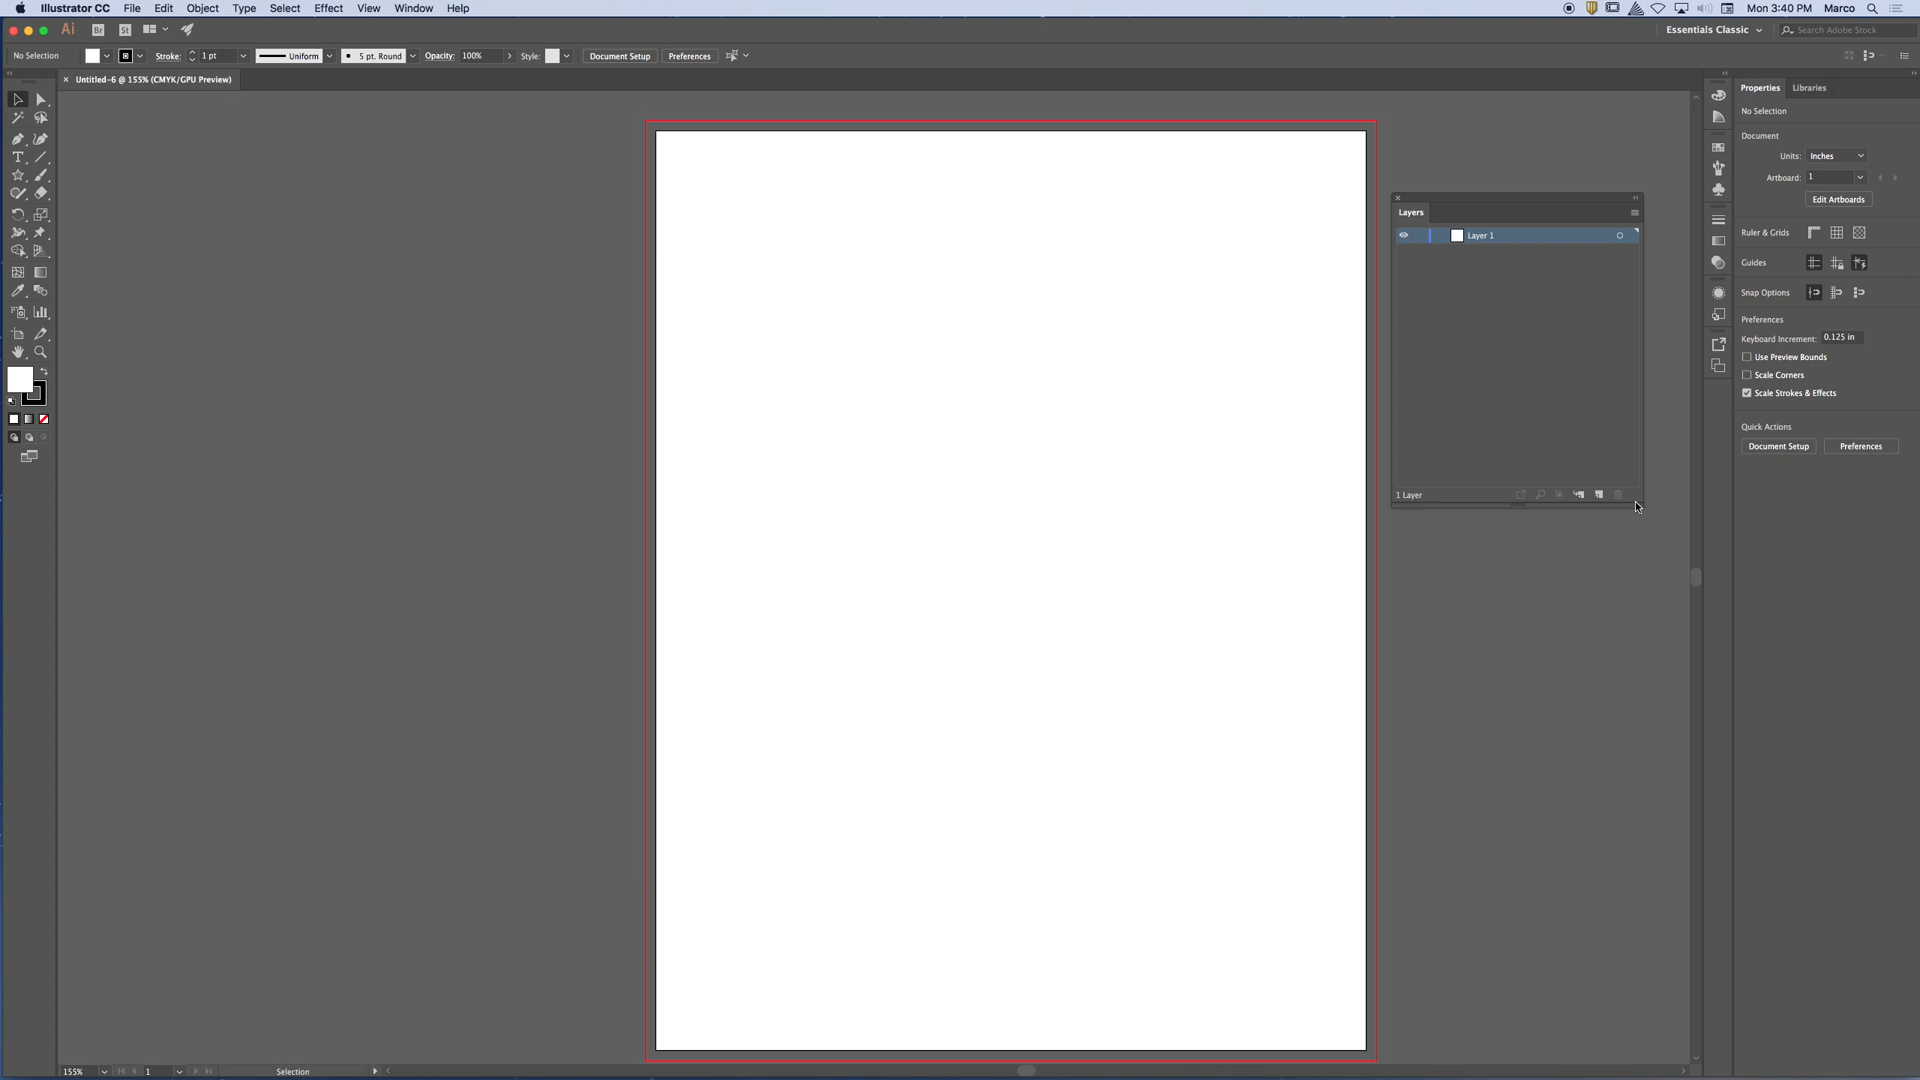 Illustrator CC File Edit Object Type Select Effect View Window Help
Mon 3:40 PM Marco
Ai Br St
Essentials Classic
Search Adobe Stock
No Selection
Stroke: 1 pt
Uniform
5 pt. Round
Opacity: 100%
Style:
Document Setup
Preferences
Untitled-6 @ 155% (CMYK/GPU Preview)
Layers
Layer 1
1 Layer
Properties Libraries
No Selection
Document
Units: Inches
Artboard: 1
Edit Artboards
Ruler & Grids
Guides
Snap Options
Preferences
Keyboard Increment: 0.125 in
Use Preview Bounds
Scale Corners
Scale Strokes & Effects
Quick Actions
Document Setup Preferences
155% 1 Selection